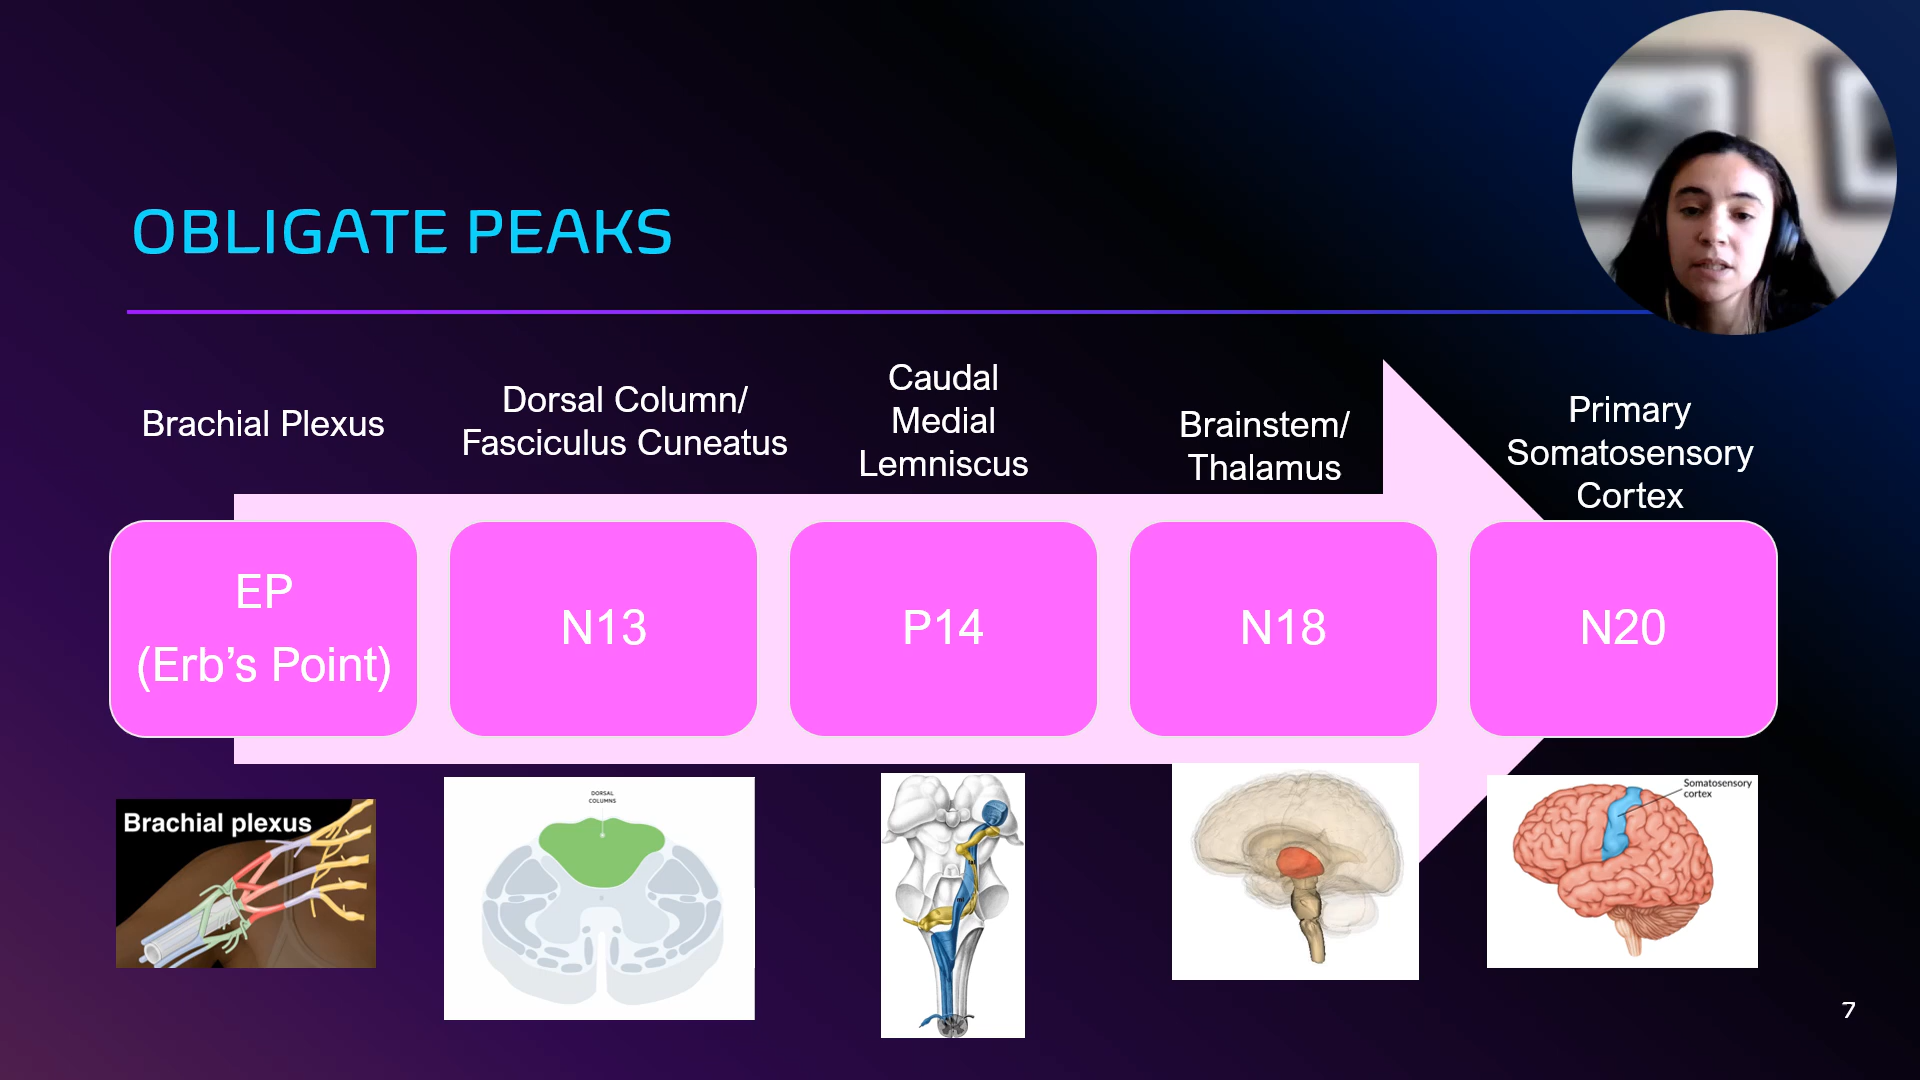 OBLIGATE PEAKS
Brachial Plexus
Dorsal Column/
Fasciculus Cuneatus
Caudal
Medial
Lemniscus
Brainstem/
Thalamus
Primary
Somatosensory
Cortex
EP
(Erb’s Point)
N13
P14
N18
N20
Brachial plexus
DORSAL
COLUMNS
Somatosensory
cortex
7